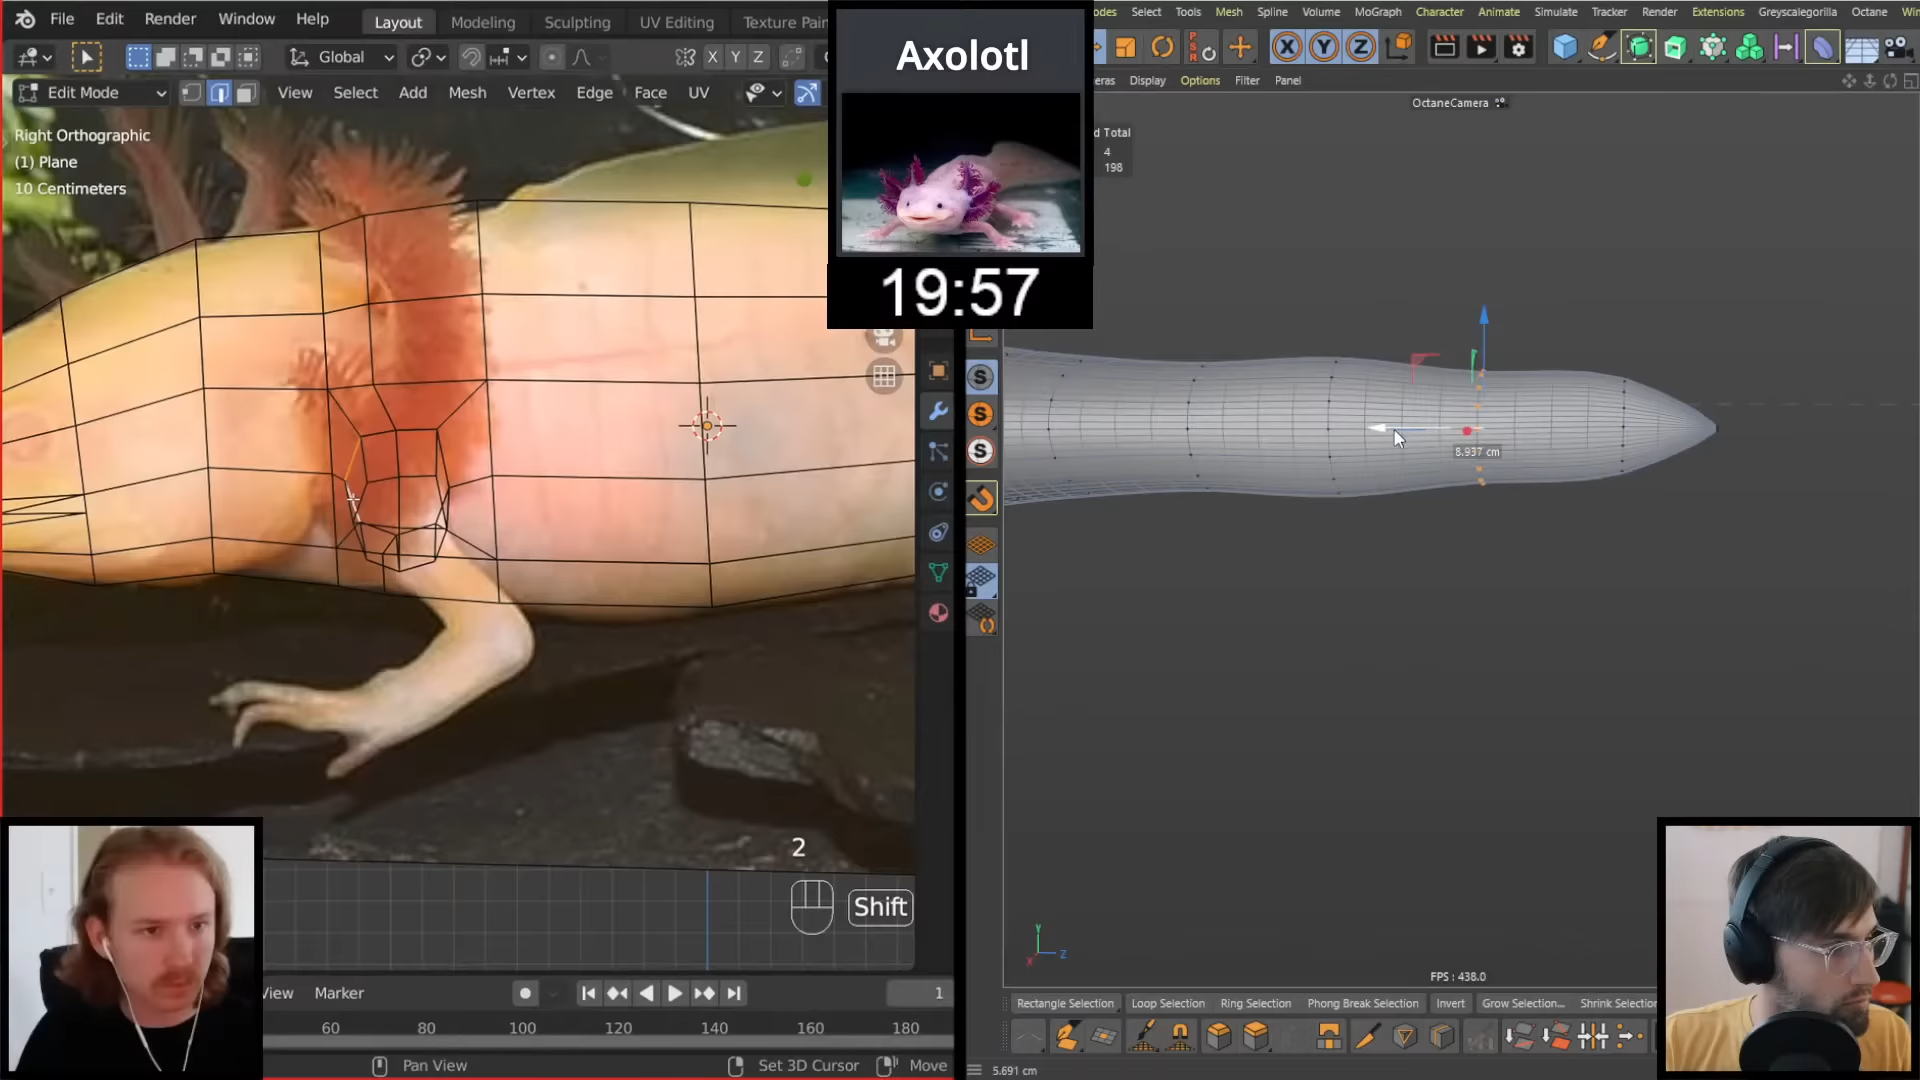 File Edit Render Window Help
Layout Modeling Sculpting UV Editing Texture Pain
Global
X Y Z
Edit Mode View Select Add Mesh Vertex Edge Face UV
Right Orthographic
(1) Plane
10 Centimeters
Axolotl
19:57
odes Select Tools Mesh Spline Volume MoGraph Character Animate Simulate Tracker Render Extensions Greyscalegorilla Octane Win
PSR
X Y Z
eras Display Options Filter Panel
OctaneCamera
d Total
4
198
S
S
S
8.937 cm
2
Shift
Y
X Z
FPS : 438.0
View Marker
1
60 80 100 120 140 160 180
Pan View Set 3D Cursor Move
Rectangle Selection Loop Selection Ring Selection Phong Break Selection Invert Grow Selection... Shrink Selection
5.691 cm